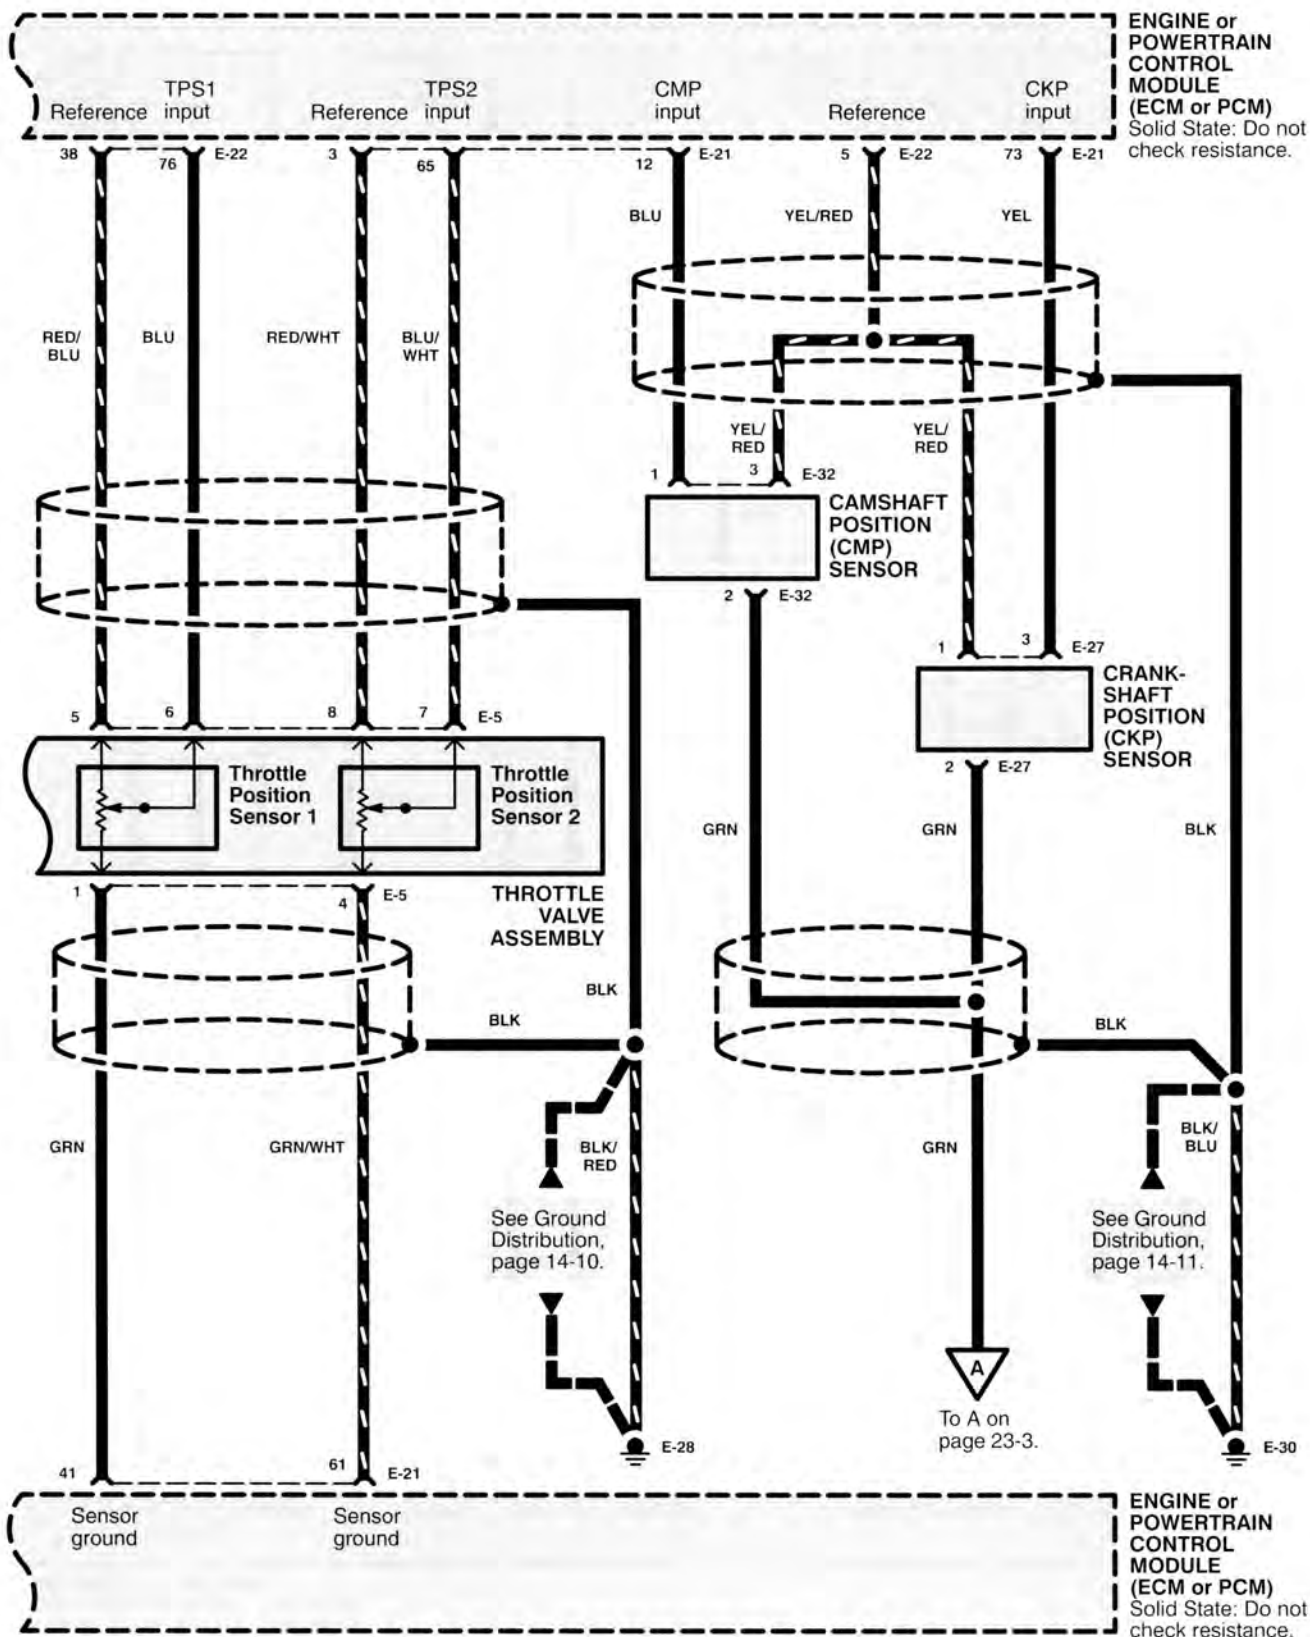 ENGINE or
POWERTRAIN
CONTROL
MODULE
(ECM or PCM)
Solid State: Do not
check resistance.
TPS1 TPS2 CMP CKP
Reference input Reference input input Reference input
38 76 E-22 3 65 12 E-21 5 E-22 73 E-21
BLU YEL/RED YEL
RED/
BLU
BLU
RED/WHT
BLU/
WHT
YEL/
RED
YEL/
RED
1 3 E-32
CAMSHAFT
POSITION
(CMP)
SENSOR
2 E-32
1 3 E-27
CRANK-
SHAFT
POSITION
(CKP)
SENSOR
2 E-27
5 6 8 7 E-5
Throttle
Position
Sensor 1
Throttle
Position
Sensor 2
GRN GRN BLK
1 4 E-5
THROTTLE
VALVE
ASSEMBLY
BLK
BLK BLK
GRN GRN/WHT
BLK/
RED
GRN
BLK/
BLU
See Ground
Distribution,
page 14-10.
See Ground
Distribution,
page 14-11.
A
To A on
page 23-3.
E-28 E-30
41 61 E-21
Sensor
ground
Sensor
ground
ENGINE or
POWERTRAIN
CONTROL
MODULE
(ECM or PCM)
Solid State: Do not
check resistance.